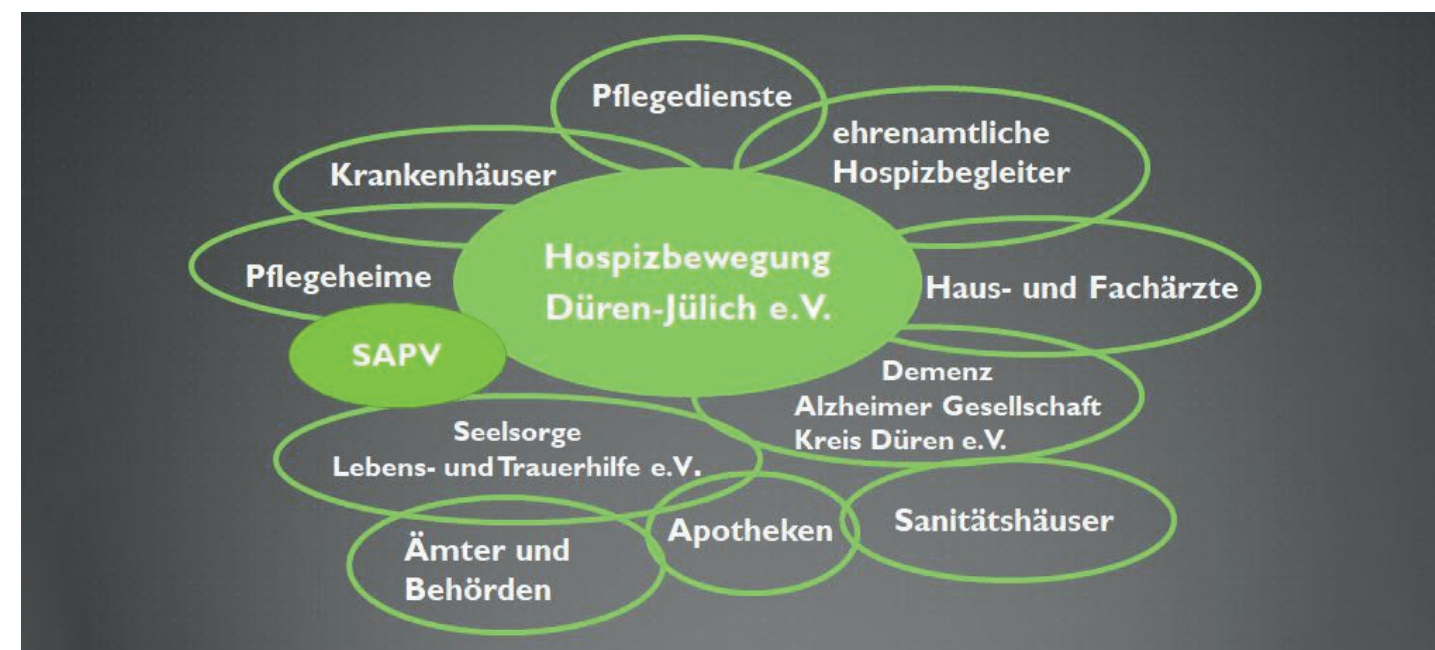 Pflegedienste
ehrenamtliche
Hospizbegleiter
Krankenhäuser
Hospizbewegung
Düren-Jülich e.V.
Pflegeheime
Haus- und Fachärzte
SAPV
Demenz
Alzheimer Gesellschaft
Kreis Düren e.V.
Seelsorge
Lebens- und Trauerhilfe e.V.
Apotheken
Sanitätshäuser
Ämter und
Behörden